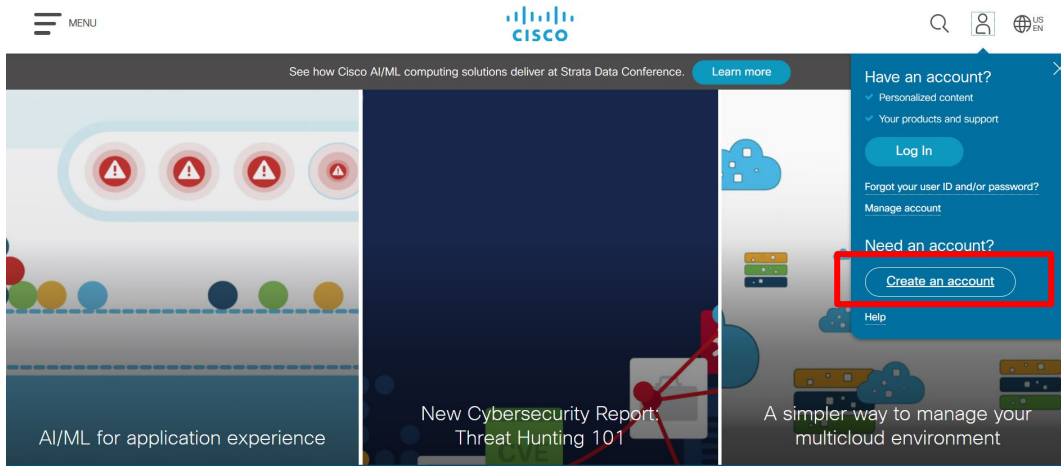 MENU
CISCO
US
EN
See how Cisco AI/ML computing solutions deliver at Strata Data Conference.
Learn more
Have an account?
Personalized content
Your products and support
Log In
Forgot your user ID and/or password?
Manage account
Need an account?
Create an account
Help
AI/ML for application experience
New Cybersecurity Report:
Threat Hunting 101
CVE
A simpler way to manage your
multicloud environment